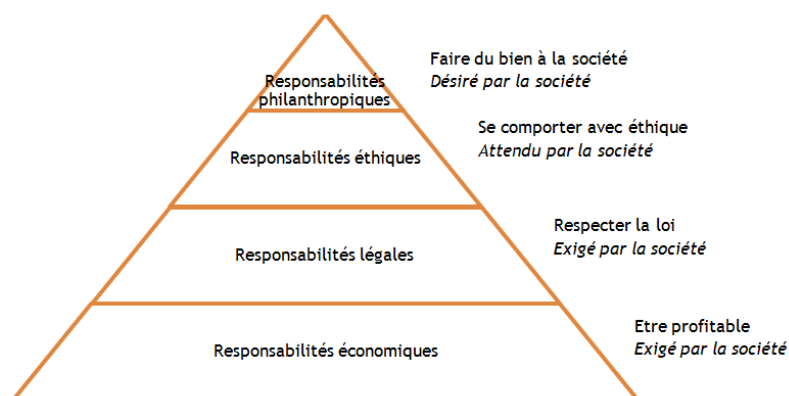 Faire du bien à la société
Désiré par la société
Responsabilités
philanthropiques
Se comporter avec éthique
Attendu par la société
Responsabilités éthiques
Respecter la loi
Exigé par la société
Responsabilités légales
Etre profitable
Exigé par la société
Responsabilités économiques